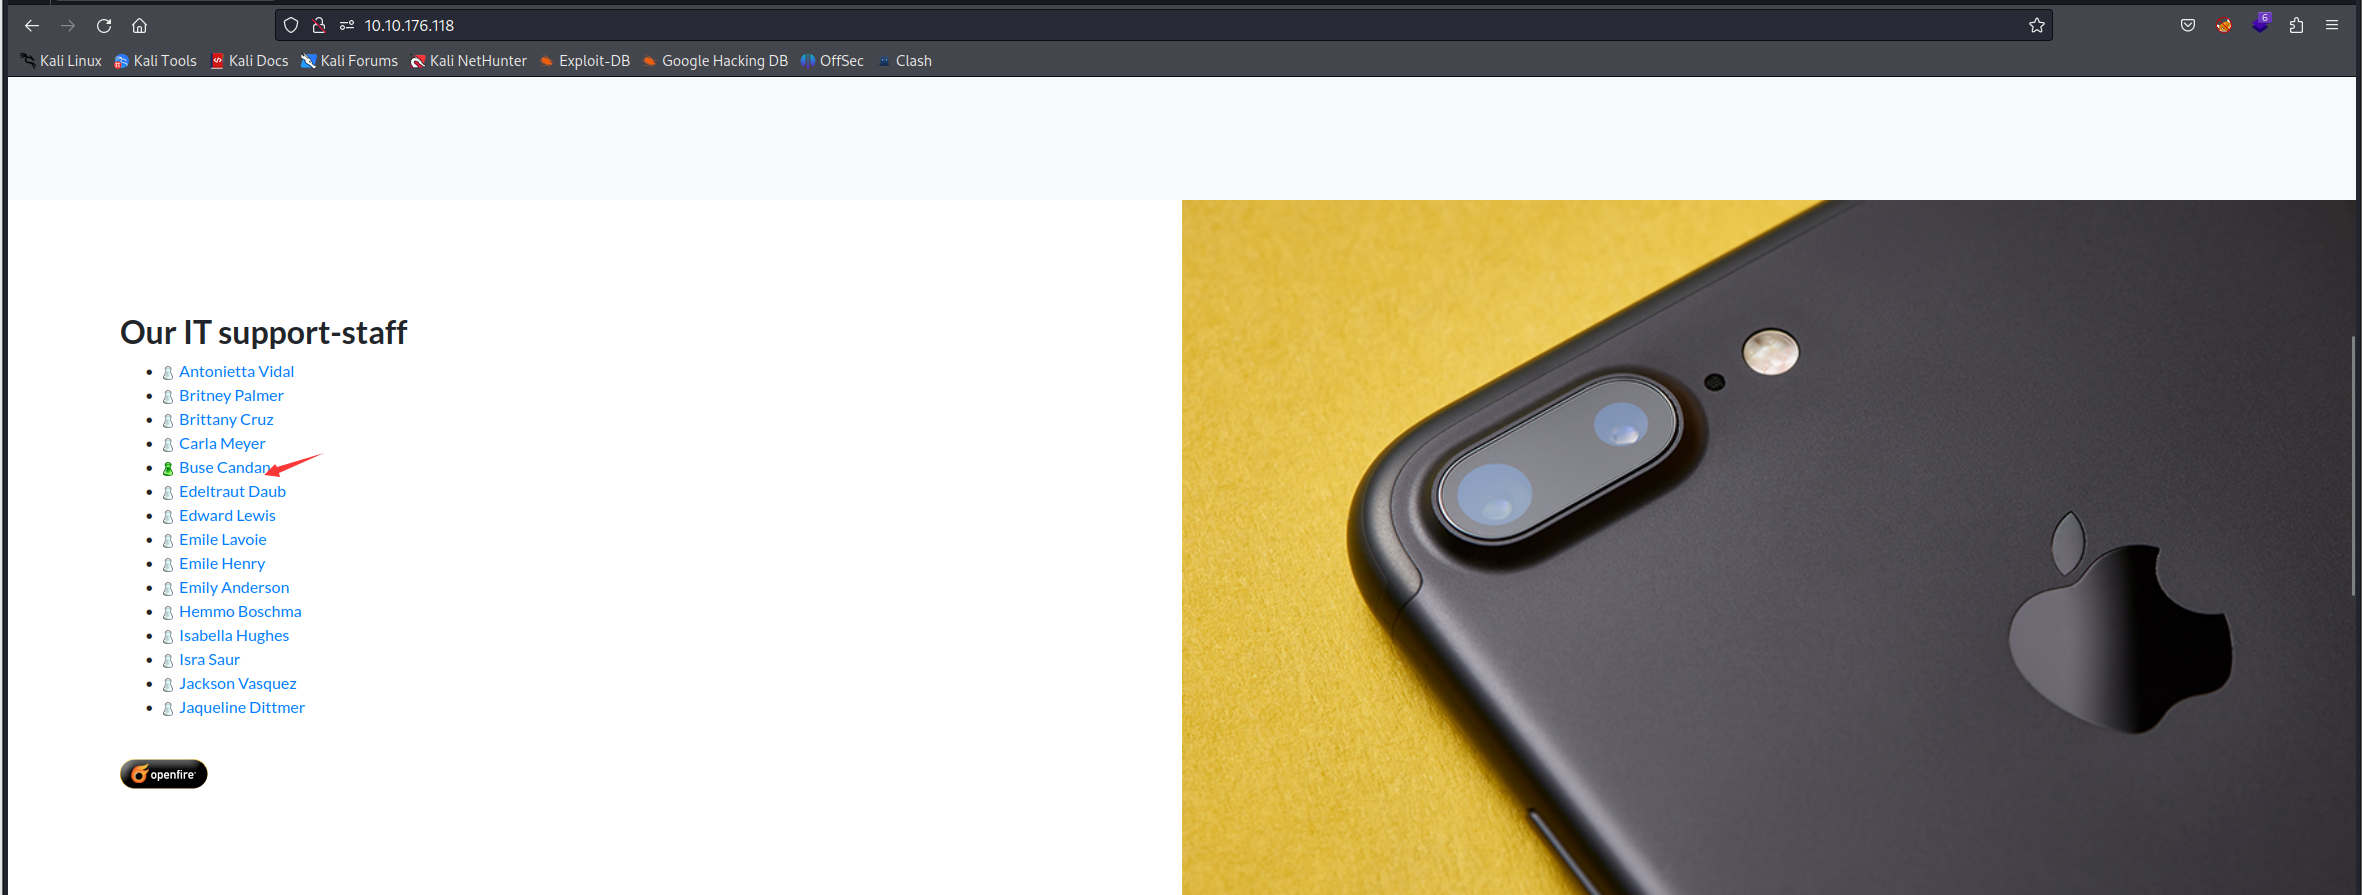 10.10.176.118
6
Kali Linux Kali Tools Kali Docs Kali Forums Kali NetHunter Exploit-DB Google Hacking DB OffSec Clash
Our IT support-staff
Antonietta Vidal
Britney Palmer
Brittany Cruz
Carla Meyer
Buse Candan
Edeltraut Daub
Edward Lewis
Emile Lavoie
Emile Henry
Emily Anderson
Hemmo Boschma
Isabella Hughes
Isra Saur
Jackson Vasquez
Jaqueline Dittmer
openfire